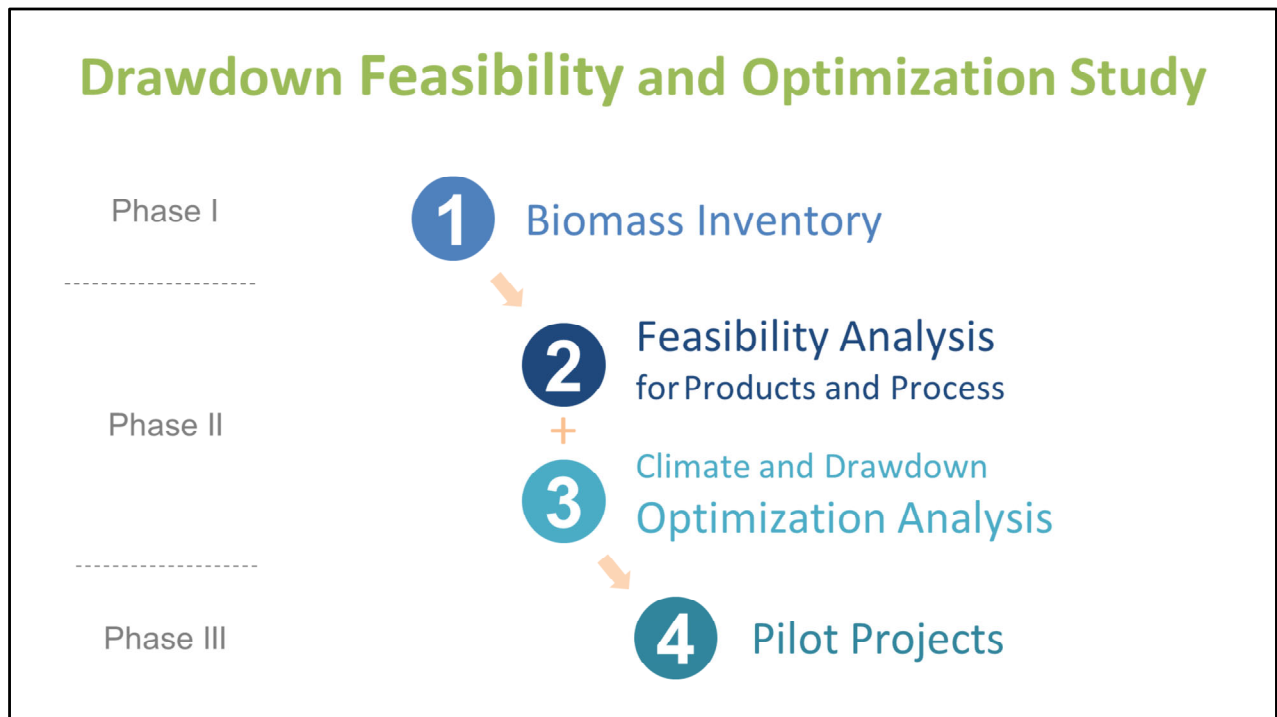 Drawdown Feasibility and Optimization Study
Phase I
1 Biomass Inventory
Phase II
2 Feasibility Analysis
for Products and Process
+
3 Climate and Drawdown
Optimization Analysis
Phase III
4 Pilot Projects